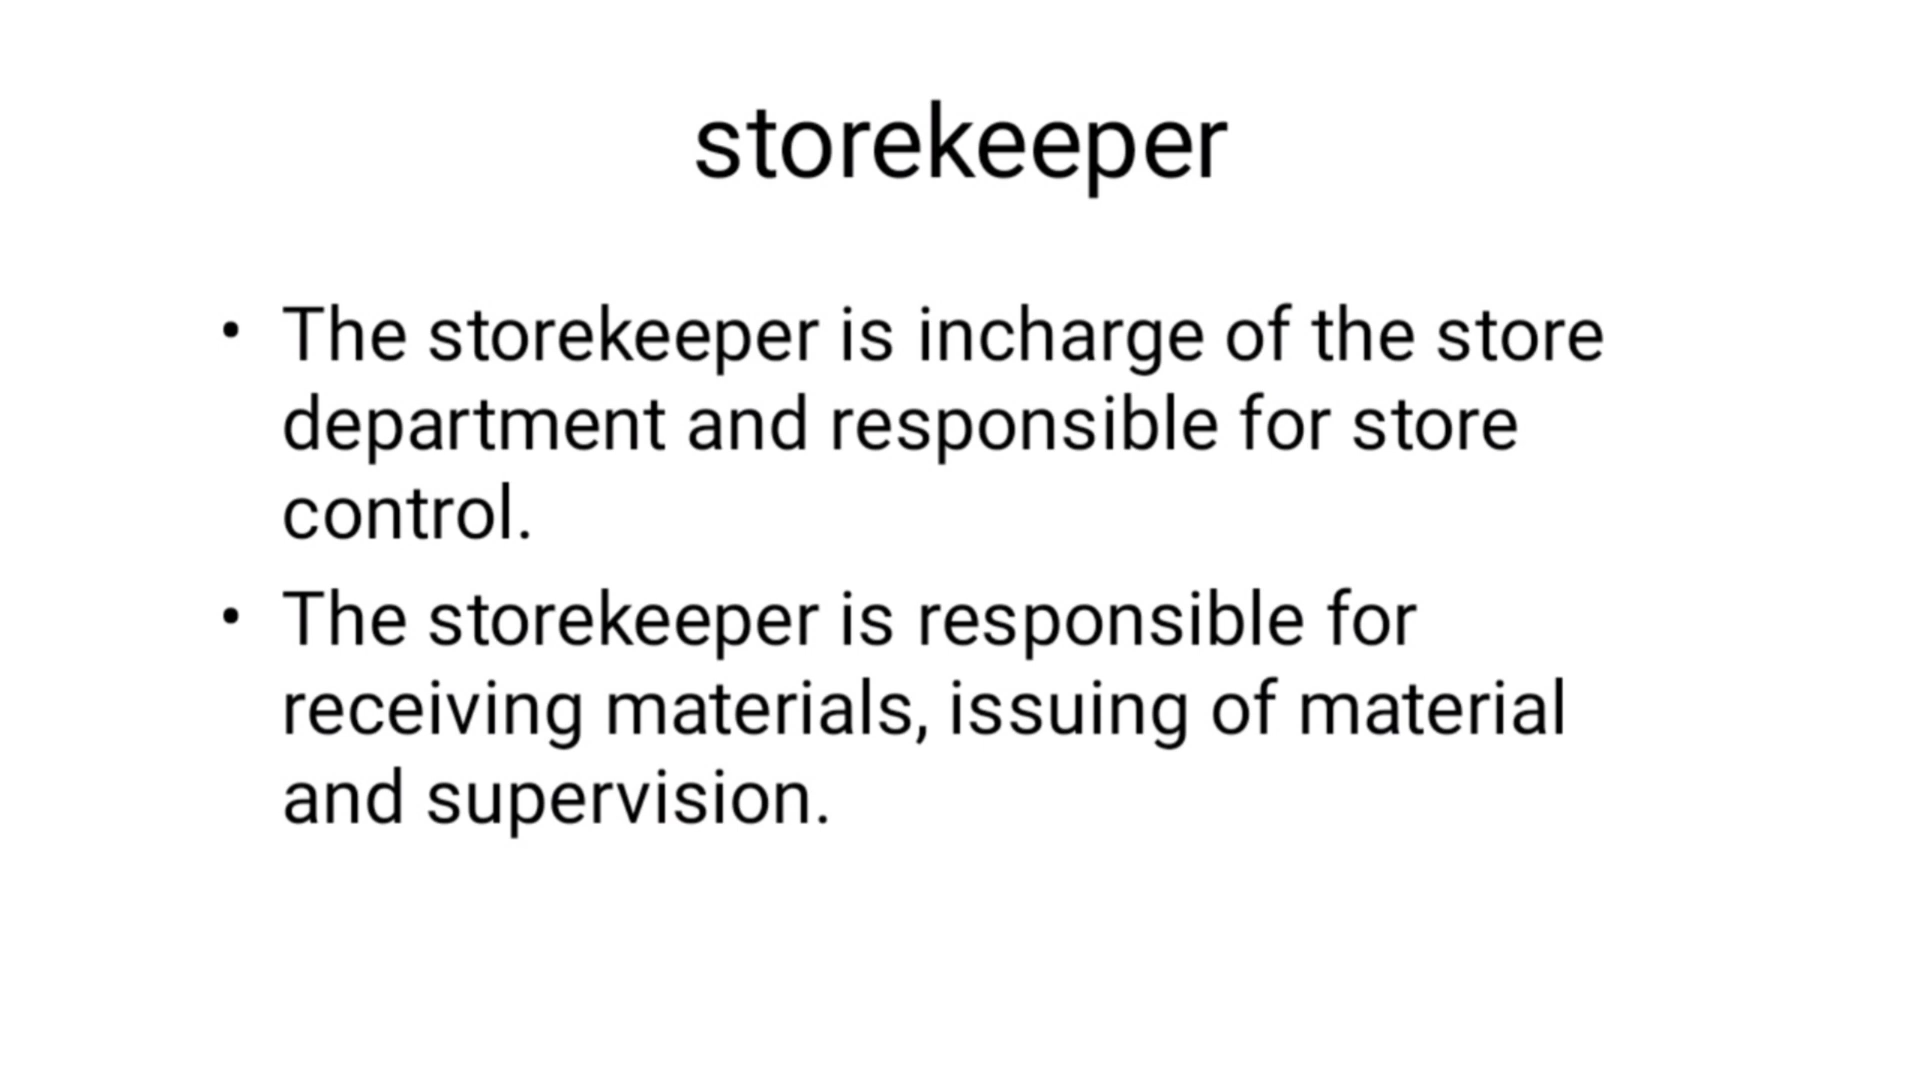 storekeeper
• The storekeeper is incharge of the store
department and responsible for store
control.
• The storekeeper is responsible for
receiving materials, issuing of material
and supervision.